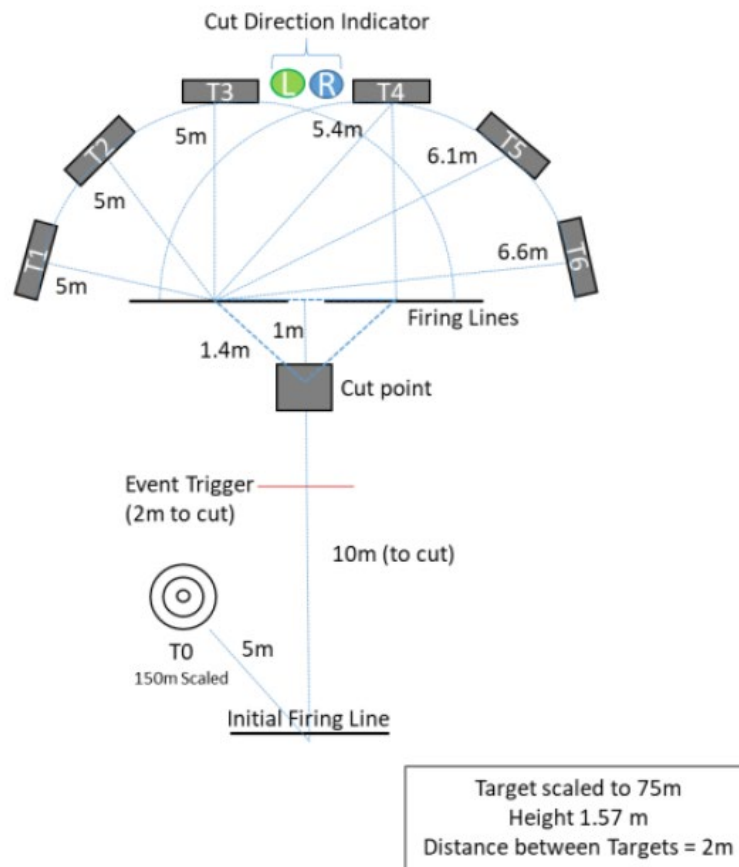 Cut Direction Indicator
L R
T3 T4
5m 5.4m
T2 T5
6.1m
5m
T1 T6
6.6m
5m
Firing Lines
1m
1.4m
Cut point
Event Trigger
(2m to cut)
10m (to cut)
T0
5m
150m Scaled
Initial Firing Line
Target scaled to 75m
Height 1.57 m
Distance between Targets = 2m